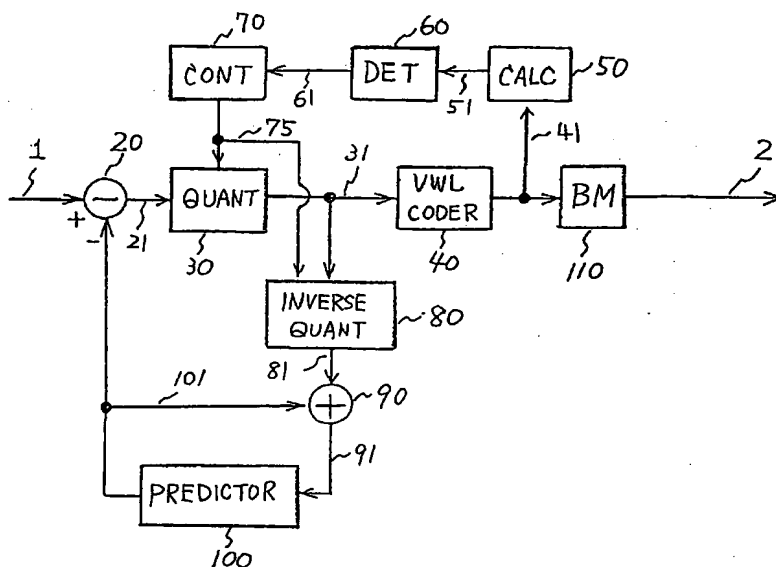 70
60
CONT
DET
CALC
50
61
51
75
41
1
20
2
QUANT
31
VWL
CODER
BM
+
-
-
21
30
40
110
INVERSE
QUANT
80
81
101
+
90
91
PREDICTOR
100